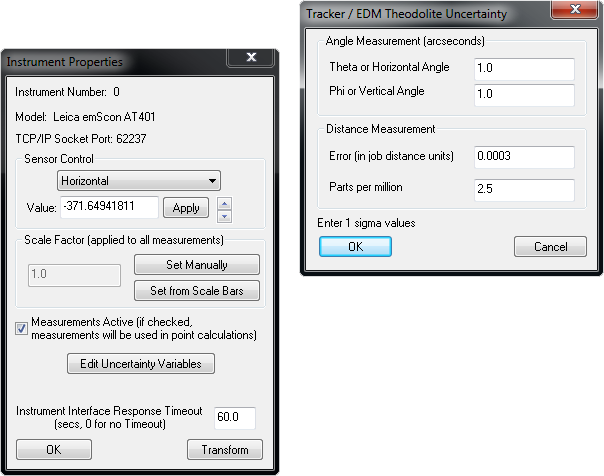 Instrument Properties
Instrument Number: 0
Model: Leica emScon AT401
TCP/IP Socket Port: 62237
Sensor Control
Horizontal
Value: -371.64941811 Apply
Scale Factor (applied to all measurements)
1.0
Set Manually
Set from Scale Bars
Measurements Active (if checked,
measurements will be used in point calculations)
Edit Uncertainty Variables
Instrument Interface Response Timeout
(secs, 0 for no Timeout)
60.0
OK Transform
Tracker / EDM Theodolite Uncertainty
Angle Measurement (arcseconds)
Theta or Horizontal Angle 1.0
Phi or Vertical Angle 1.0
Distance Measurement
Error (in job distance units) 0.0003
Parts per million 2.5
Enter 1 sigma values
OK Cancel